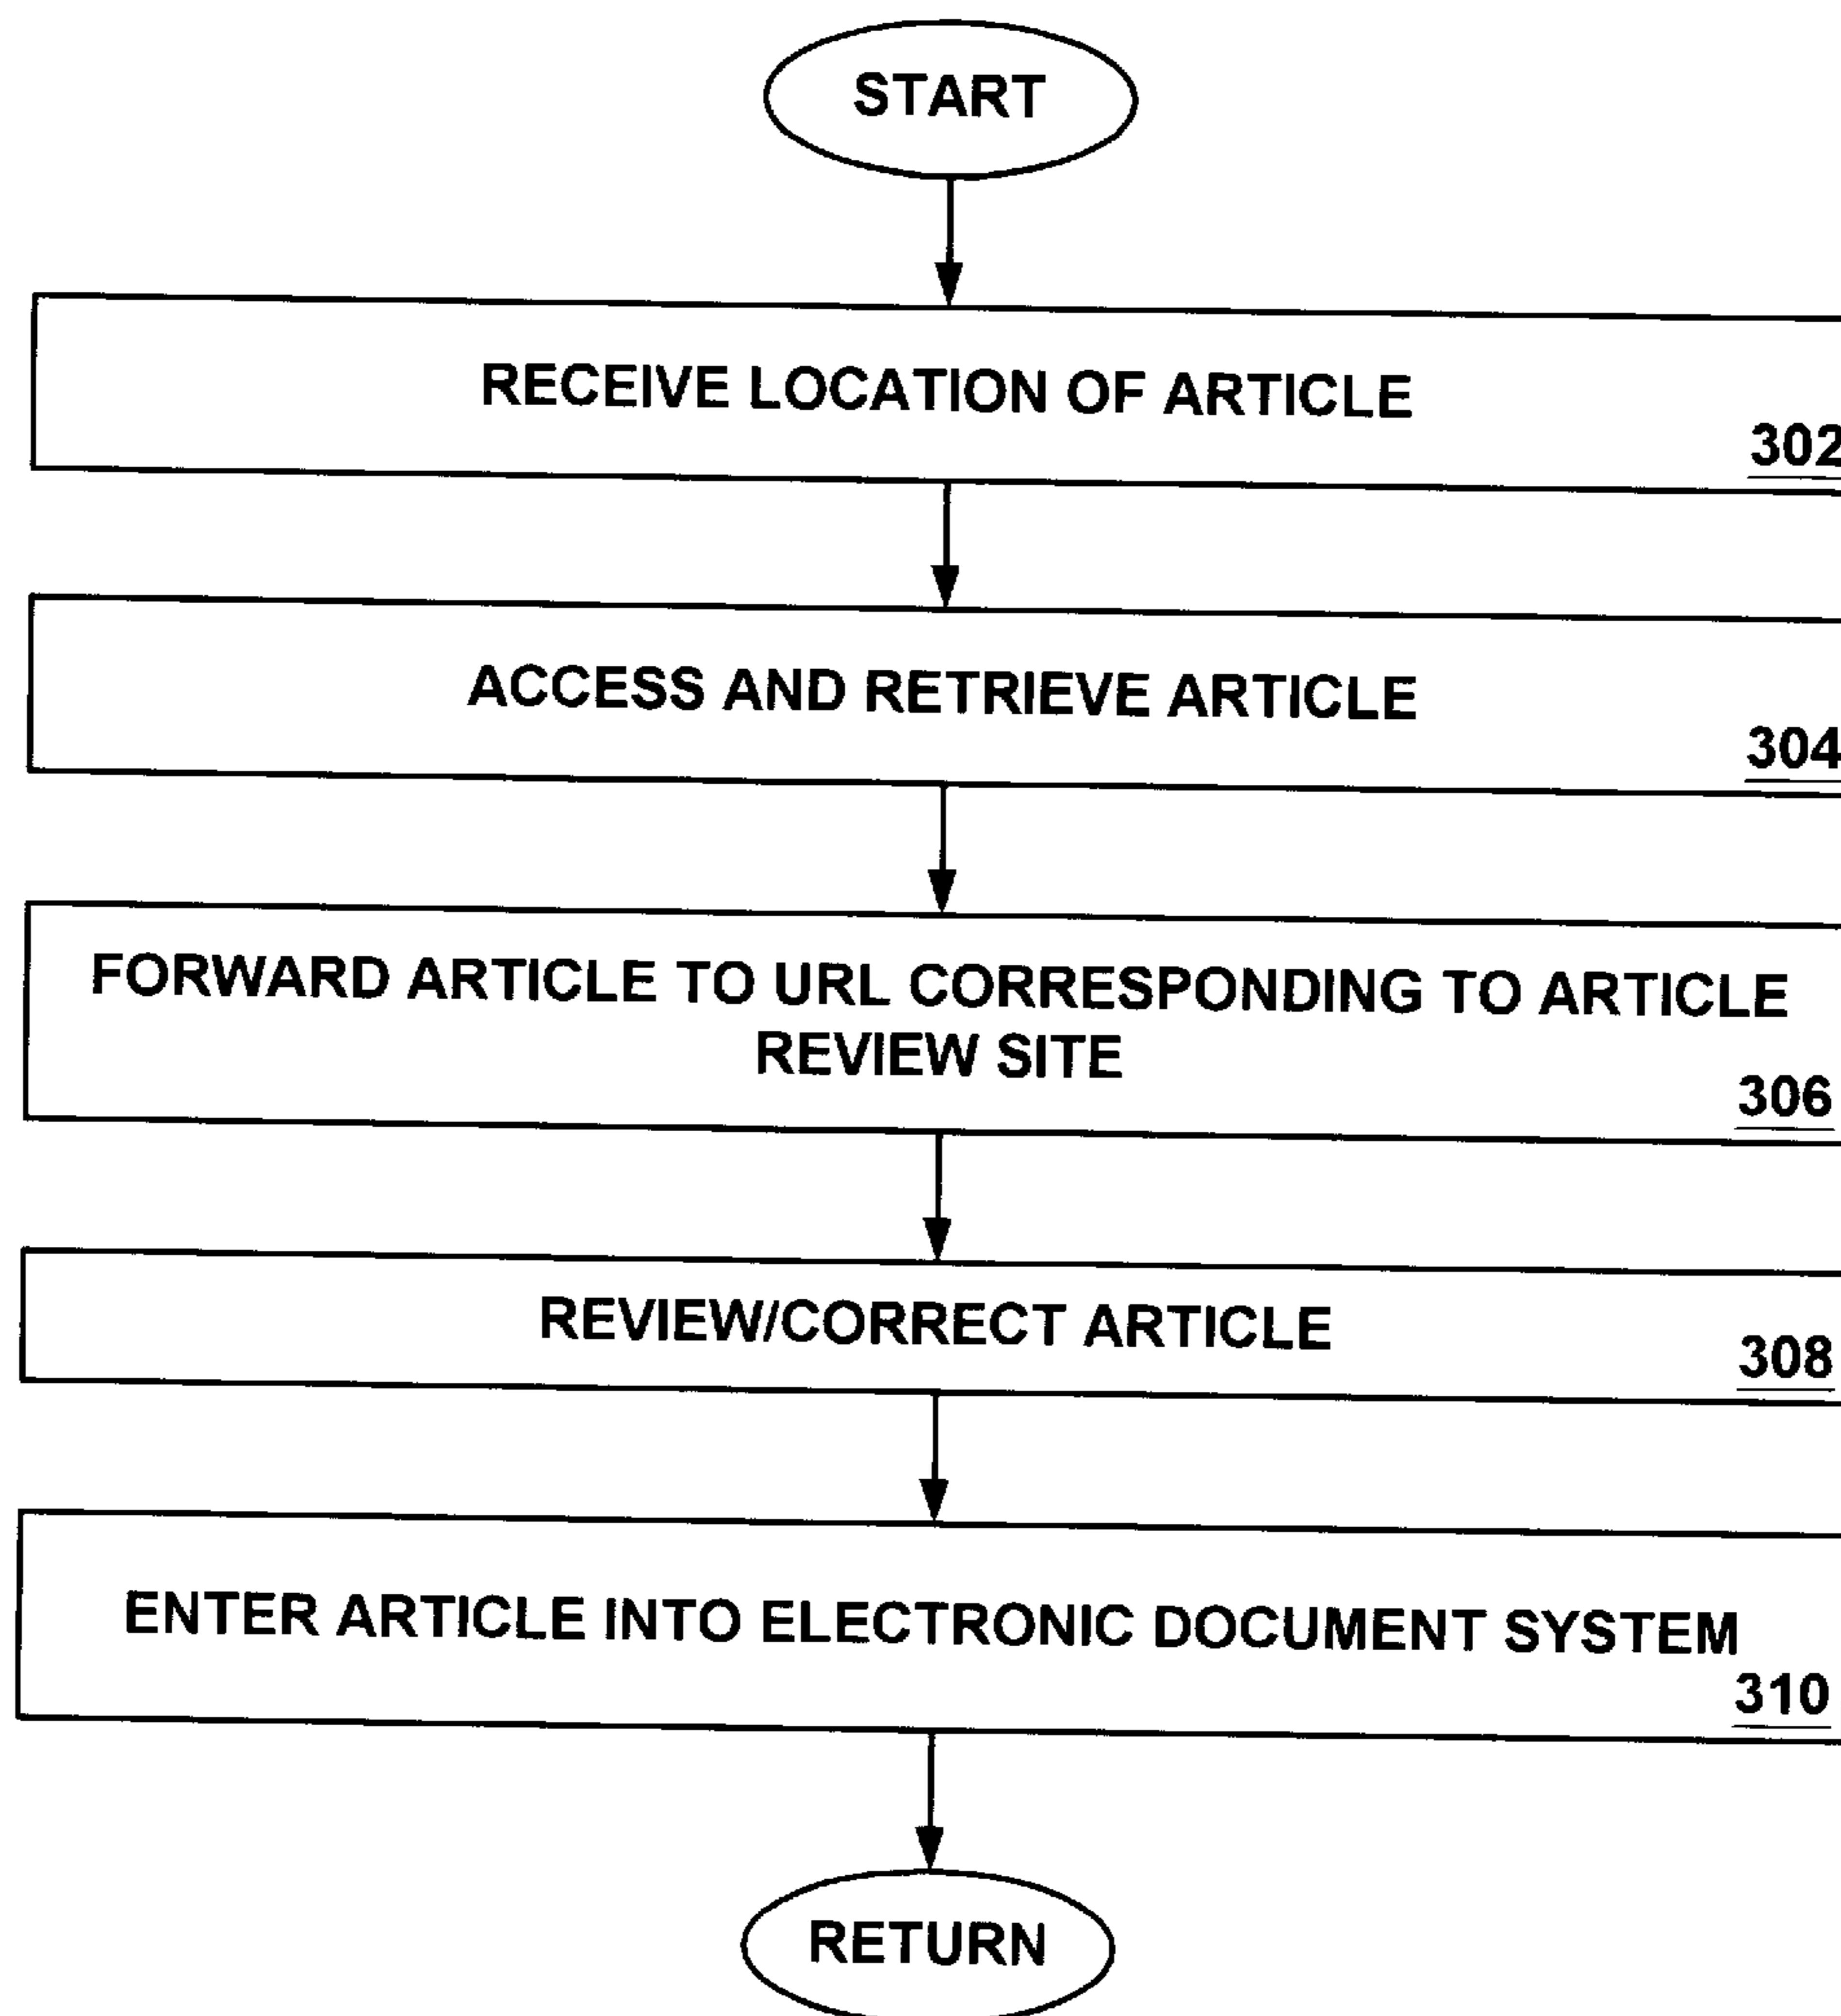 START
RECEIVE LOCATION OF ARTICLE
302
ACCESS AND RETRIEVE ARTICLE
304
FORWARD ARTICLE TO URL CORRESPONDING TO ARTICLE
REVIEW SITE
306
REVIEW/CORRECT ARTICLE
308
ENTER ARTICLE INTO ELECTRONIC DOCUMENT SYSTEM
310
RETURN